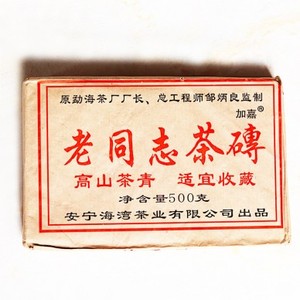 原勐海茶厂厂长、总工程师邹炳良监制
加嘉®
老同志茶磚
高山茶青 适宜收藏
净含量500克
安宁海湾茶业有限公司出品